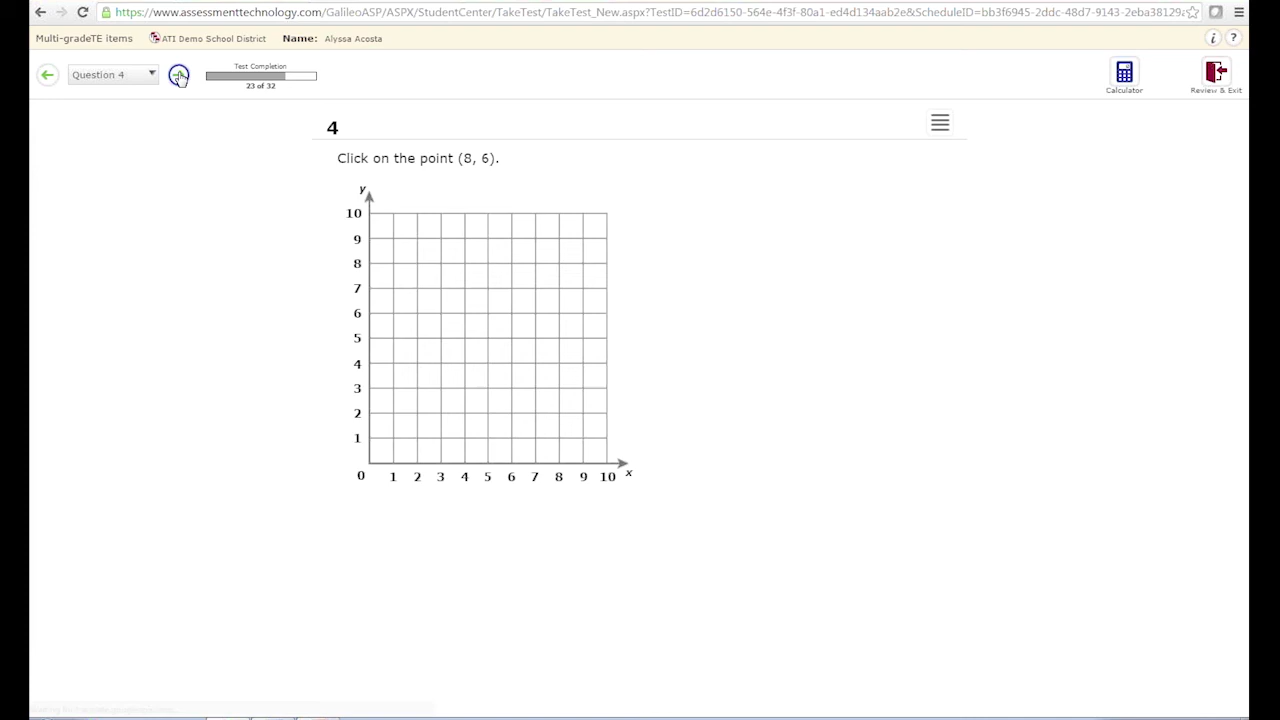 https://www.assessmenttechnology.com/GalileoASP/ASPX/StudentCenter/TakeTest/TakeTest_New.aspx?TestID=6d2d6150-564e-4f3f-80a1-ed4d134aab2e&ScheduleID=bb3f6945-2ddc-48d7-9143-2eba38129a
Multi-gradeTE items ATI Demo School District Name: Alyssa Acosta i ?
Question 4 Test Completion
23 of 32
Calculator Review & Exit
4
Click on the point (8, 6).
y
10
9
8
7
6
5
4
3
2
1
0 1 2 3 4 5 6 7 8 9 10 x